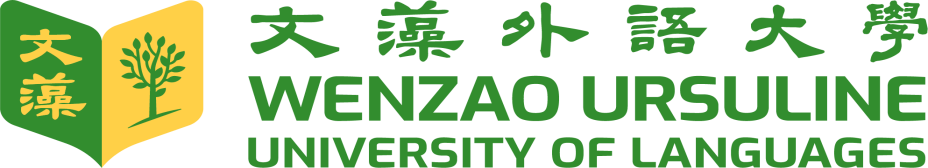 文藻
文藻外語大學
WENZAO URSULINE
UNIVERSITY OF LANGUAGES